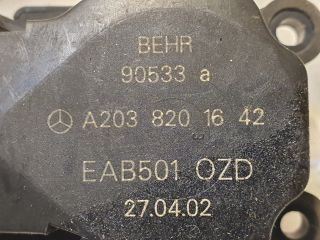 BEHR
90533 a
A203 820 16 42
EAB501 OZD
27.04.02